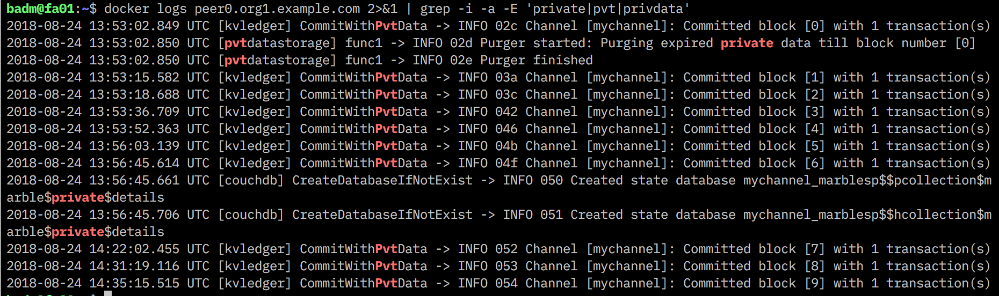 badm@fa01:~$ docker logs peer0.org1.example.com 2>&1 | grep -i -a -E 'private|pvt|privdata'
2018-08-24 13:53:02.849 UTC [kvledger] CommitWithPvtData -> INFO 02c Channel [mychannel]: Committed block [0] with 1 transaction(s)
2018-08-24 13:53:02.850 UTC [pvtdatastorage] func1 -> INFO 02d Purger started: Purging expired private data till block number [0]
2018-08-24 13:53:02.850 UTC [pvtdatastorage] func1 -> INFO 02e Purger finished
2018-08-24 13:53:15.582 UTC [kvledger] CommitWithPvtData -> INFO 03a Channel [mychannel]: Committed block [1] with 1 transaction(s)
2018-08-24 13:53:18.688 UTC [kvledger] CommitWithPvtData -> INFO 03c Channel [mychannel]: Committed block [2] with 1 transaction(s)
2018-08-24 13:53:36.709 UTC [kvledger] CommitWithPvtData -> INFO 042 Channel [mychannel]: Committed block [3] with 1 transaction(s)
2018-08-24 13:53:52.363 UTC [kvledger] CommitWithPvtData -> INFO 046 Channel [mychannel]: Committed block [4] with 1 transaction(s)
2018-08-24 13:56:03.139 UTC [kvledger] CommitWithPvtData -> INFO 04b Channel [mychannel]: Committed block [5] with 1 transaction(s)
2018-08-24 13:56:45.614 UTC [kvledger] CommitWithPvtData -> INFO 04f Channel [mychannel]: Committed block [6] with 1 transaction(s)
2018-08-24 13:56:45.661 UTC [couchdb] CreateDatabaseIfNotExist -> INFO 050 Created state database mychannel_marblesp$$pcollection$m
arble$private$details
2018-08-24 13:56:45.706 UTC [couchdb] CreateDatabaseIfNotExist -> INFO 051 Created state database mychannel_marblesp$$hcollection$m
arble$private$details
2018-08-24 14:22:02.455 UTC [kvledger] CommitWithPvtData -> INFO 052 Channel [mychannel]: Committed block [7] with 1 transaction(s)
2018-08-24 14:31:19.116 UTC [kvledger] CommitWithPvtData -> INFO 053 Channel [mychannel]: Committed block [8] with 1 transaction(s)
2018-08-24 14:35:15.515 UTC [kvledger] CommitWithPvtData -> INFO 054 Channel [mychannel]: Committed block [9] with 1 transaction(s)